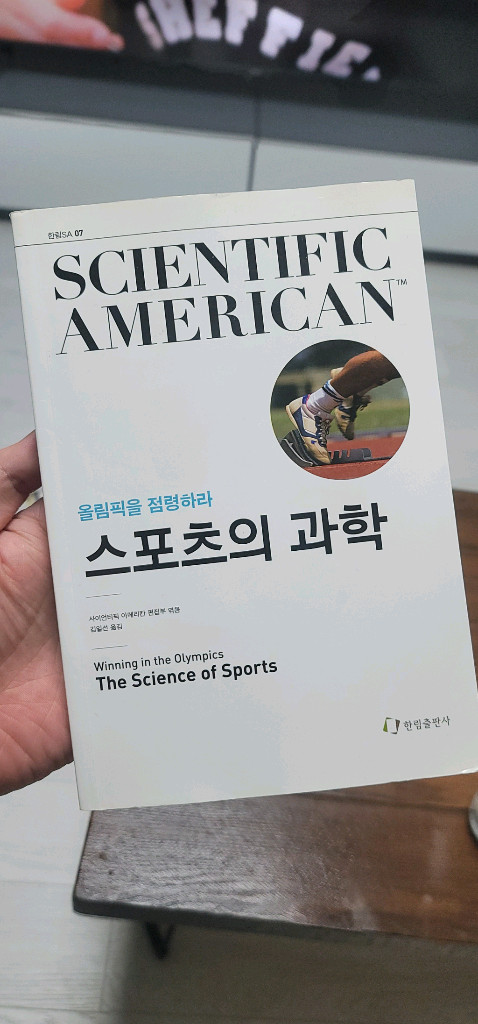 SHEFFIE
한림SA 07
SCIENTIFIC
AMERICAN™
올림픽을 점령하라
스포츠의 과학
사이언티픽 아메리칸 편집부 엮음
김일선 옮김
Winning in the Olympics
The Science of Sports
한림출판사